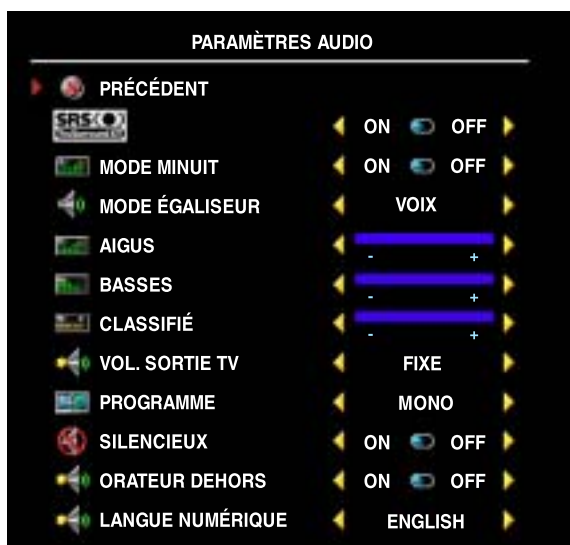 PARAMÈTRES AUDIO
PRÉCÉDENT
SRS ON OFF
MODE MINUIT ON OFF
MODE ÉGALISEUR VOIX
AIGUS - +
BASSES - +
CLASSIFIÉ - +
VOL. SORTIE TV FIXE
PROGRAMME MONO
SILENCIEUX ON OFF
ORATEUR DEHORS ON OFF
LANGUE NUMÉRIQUE ENGLISH